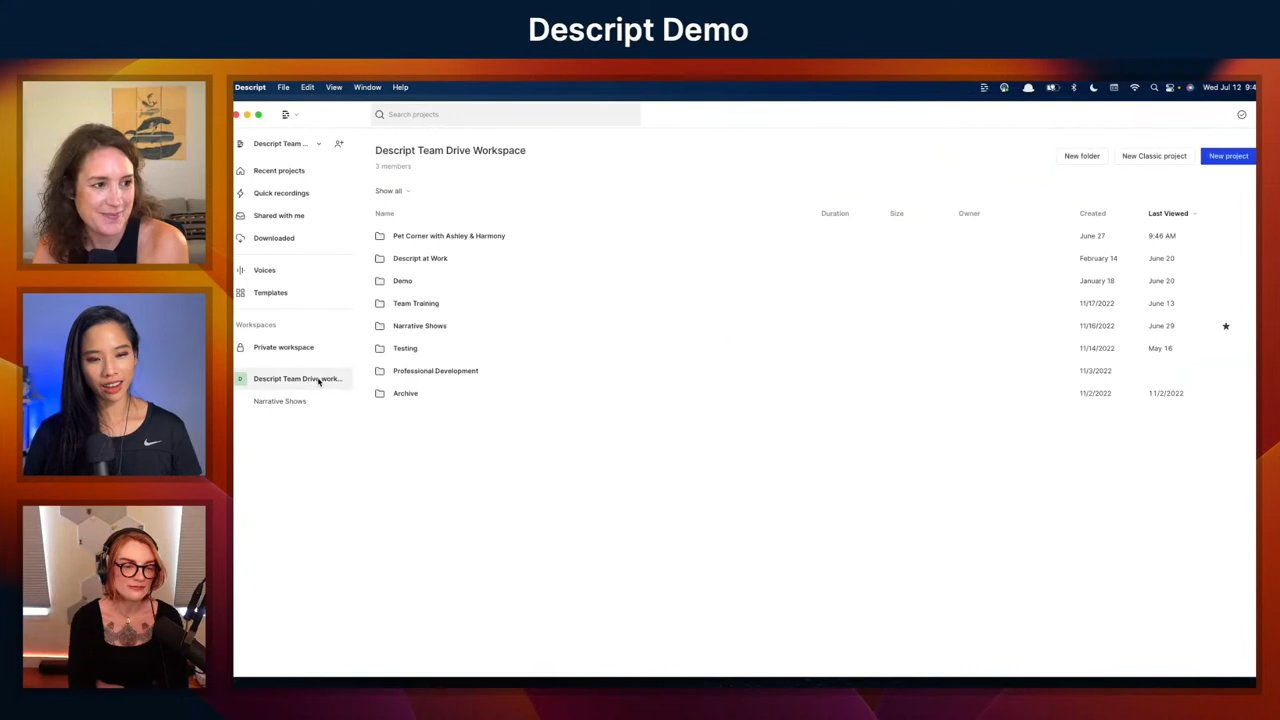 Descript Demo
Descript File Edit View Window Help
Wed Jul 12 9:4
Search projects
Descript Team ...
Recent projects
Quick recordings
Shared with me
Downloaded
Voices
Templates
Workspaces
Private workspace
D Descript Team Drive work...
Narrative Shows
Descript Team Drive Workspace
3 members
New folder New Classic project New project
Show all
Name Duration Size Owner Created Last Viewed
Pet Corner with Ashley & Harmony June 27 9:46 AM
Descript at Work February 14 June 20
Demo January 18 June 20
Team Training 11/17/2022 June 13
Narrative Shows 11/16/2022 June 29
Testing 11/14/2022 May 16
Professional Development 11/3/2022
Archive 11/2/2022 11/2/2022